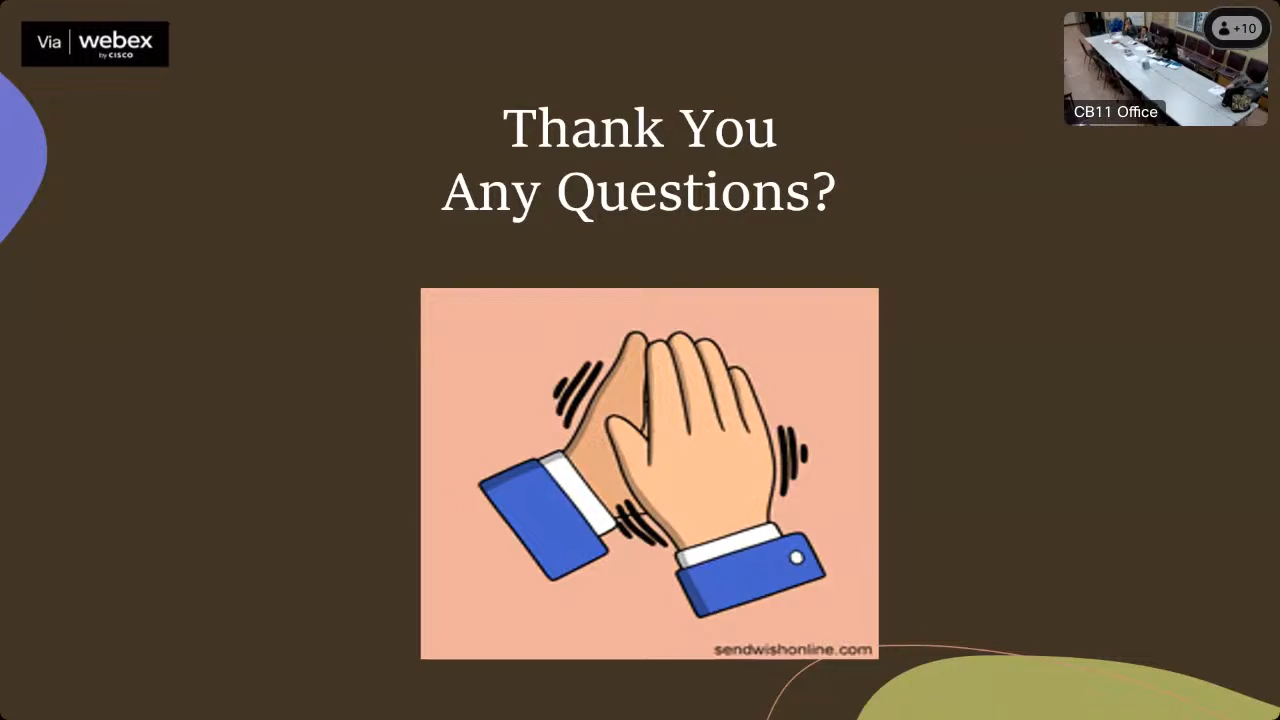 Via | webex
by CISCO
+10
CB11 Office
Thank You
Any Questions?
sendwishonline.com